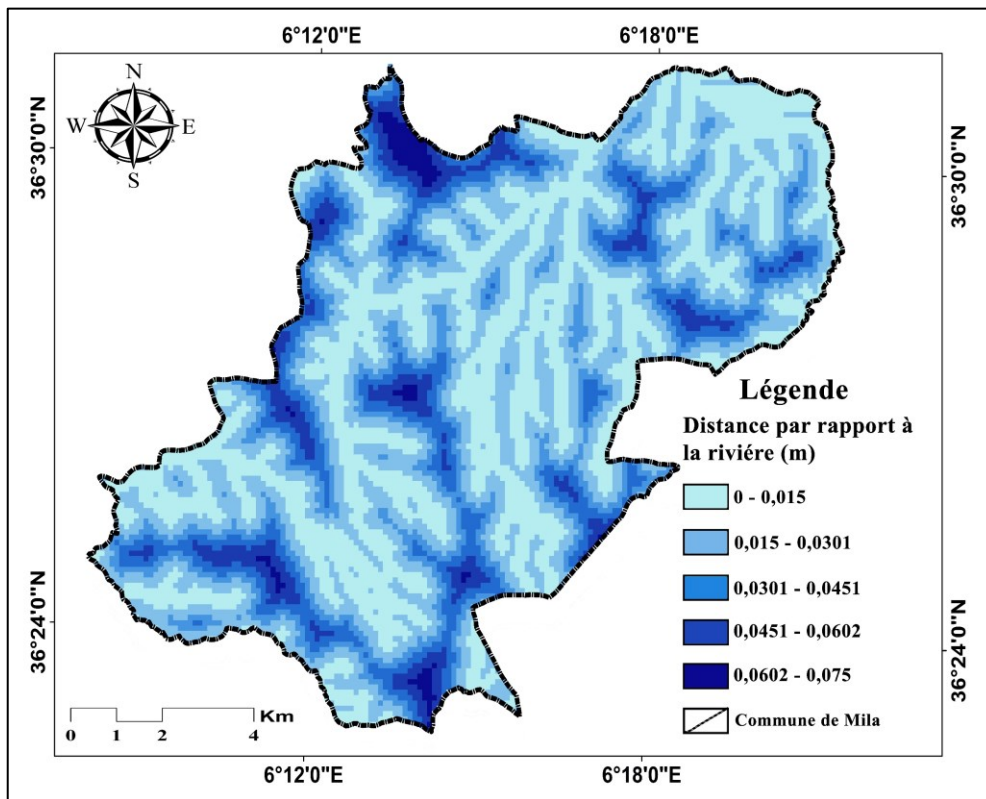 6°12'0"E 6°18'0"E
N
W E
S
36°30'0"N 36°30'0"N
Légende
Distance par rapport à
la riviére (m)
0 - 0,015
0,015 - 0,0301
0,0301 - 0,0451
0,0451 - 0,0602
0,0602 - 0,075
Commune de Mila
36°24'0"N 36°24'0"N
Km
0 1 2 4
6°12'0"E 6°18'0"E